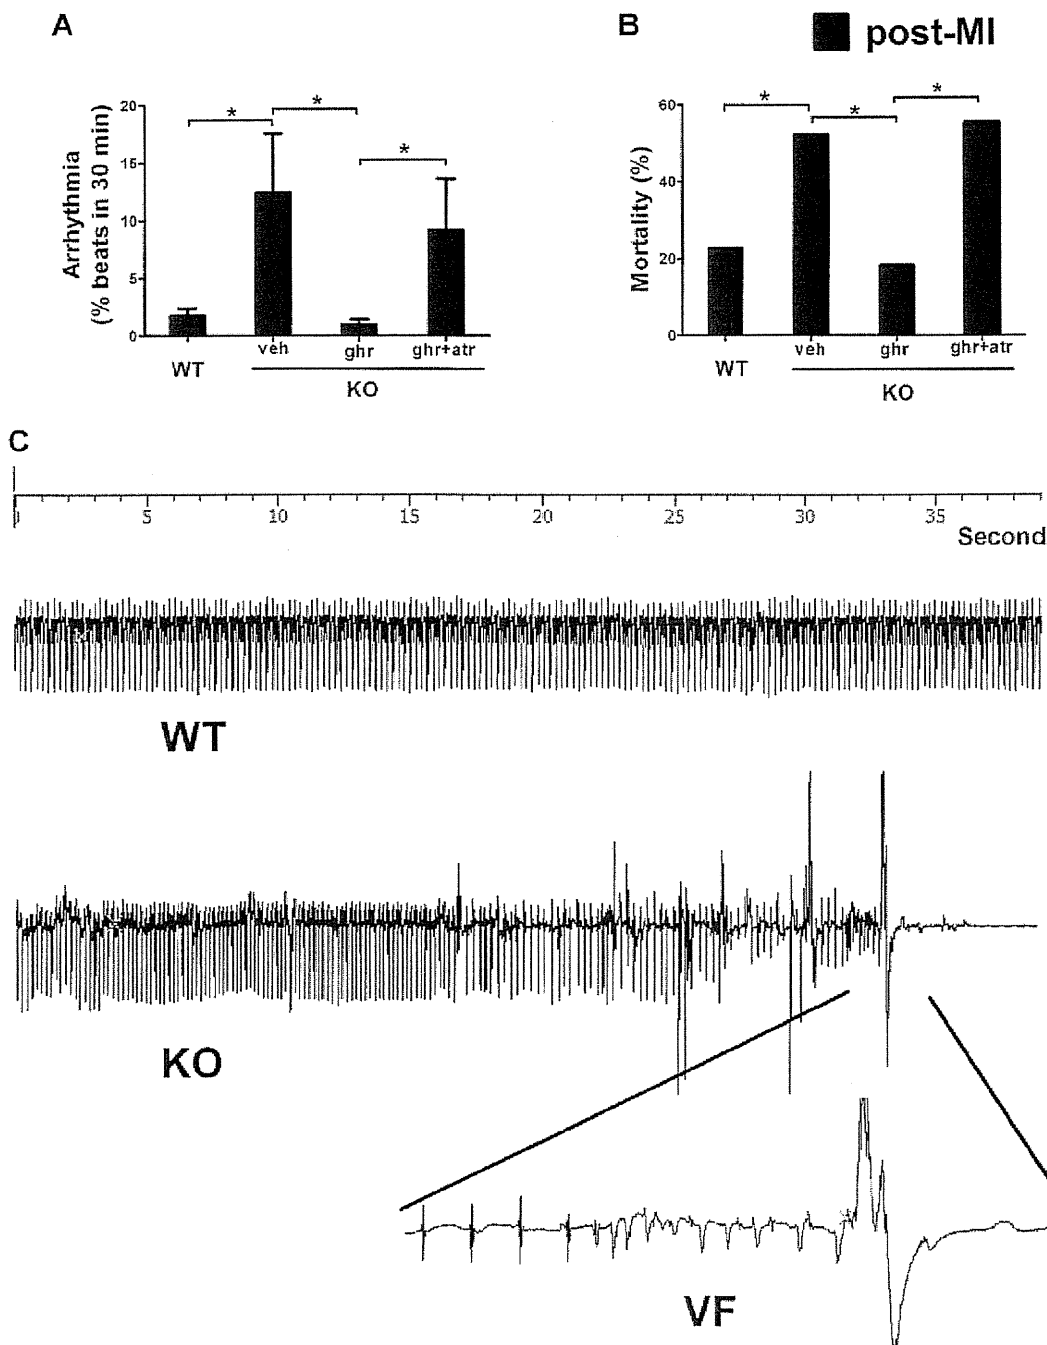 A
B
post-MI
Arrhythmia
(% beats in 30 min)
20
15
10
5
0
*
*
*
WT
veh
ghr
ghr+atr
KO
Mortality (%)
60
40
20
0
*
*
*
WT
veh
ghr
ghr+atr
KO
C
5
10
15
20
25
30
35
Second
WT
KO
VF